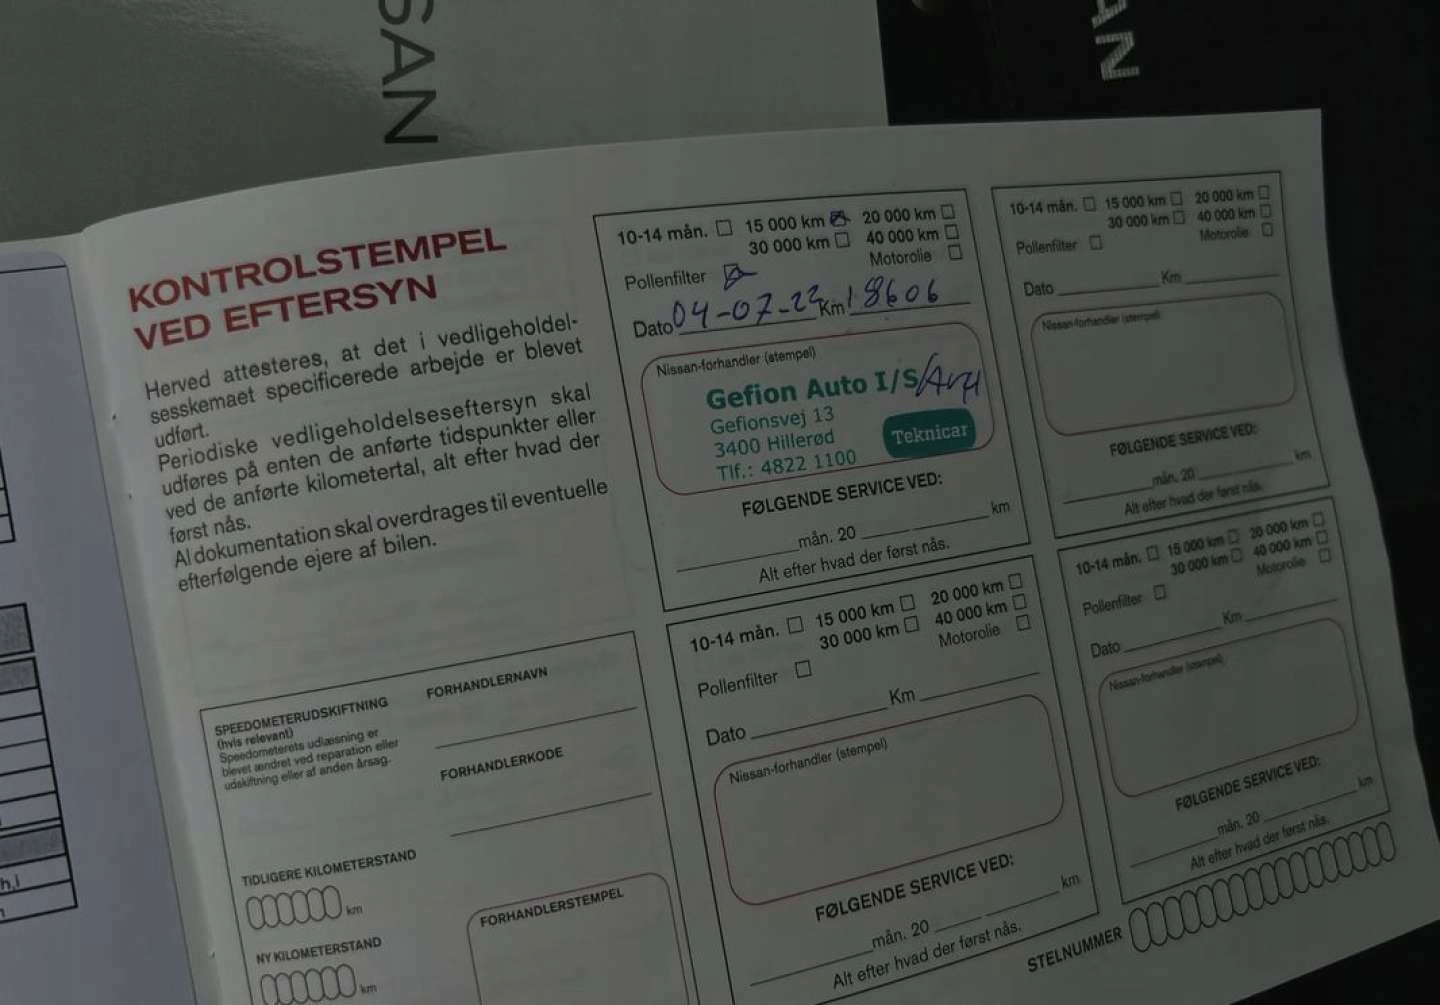 SAN
AN
KONTROLSTEMPEL
VED EFTERSYN
Herved attesteres, at det i vedligeholdel-
sesskemaet specificerede arbejde er blevet
udført.
Periodiske vedligeholdelseseftersyn skal
udføres på enten de anførte tidspunkter eller
ved de anførte kilometertal, alt efter hvad der
først nås.
Al dokumentation skal overdrages til eventuelle
efterfølgende ejere af bilen.
SPEEDOMETERUDSKIFTNING
(hvis relevant)
Speedometerets udlæsning er
blevet ændret ved reparation eller
udskiftning eller af anden årsag.
FORHANDLERNAVN
FORHANDLERKODE
TIDLIGERE KILOMETERSTAND
km
NY KILOMETERSTAND
km
FORHANDLERSTEMPEL
10-14 mån. 15 000 km 20 000 km
30 000 km 40 000 km
Pollenfilter Motorolie
Dato 04-07-22 Km 18606
Nissan-forhandler (stempel)
Gefion Auto I/S
Gefionsvej 13
3400 Hillerød
Tlf.: 4822 1100
Teknicar
FØLGENDE SERVICE VED:
mån. 20 km
Alt efter hvad der først nås.
10-14 mån. 15 000 km 20 000 km
30 000 km 40 000 km
Pollenfilter Motorolie
Dato Km
Nissan-forhandler (stempel)
FØLGENDE SERVICE VED:
mån. 20 km
Alt efter hvad der først nås.
10-14 mån. 15 000 km 20 000 km
30 000 km 40 000 km
Pollenfilter Motorolie
Dato Km
Nissan-forhandler (stempel)
FØLGENDE SERVICE VED:
mån. 20 km
Alt efter hvad der først nås.
10-14 mån. 15 000 km 20 000 km
30 000 km 40 000 km
Pollenfilter Motorolie
Dato Km
Nissan-forhandler (stempel)
FØLGENDE SERVICE VED:
mån. 20 km
Alt efter hvad der først nås.
STELNUMMER